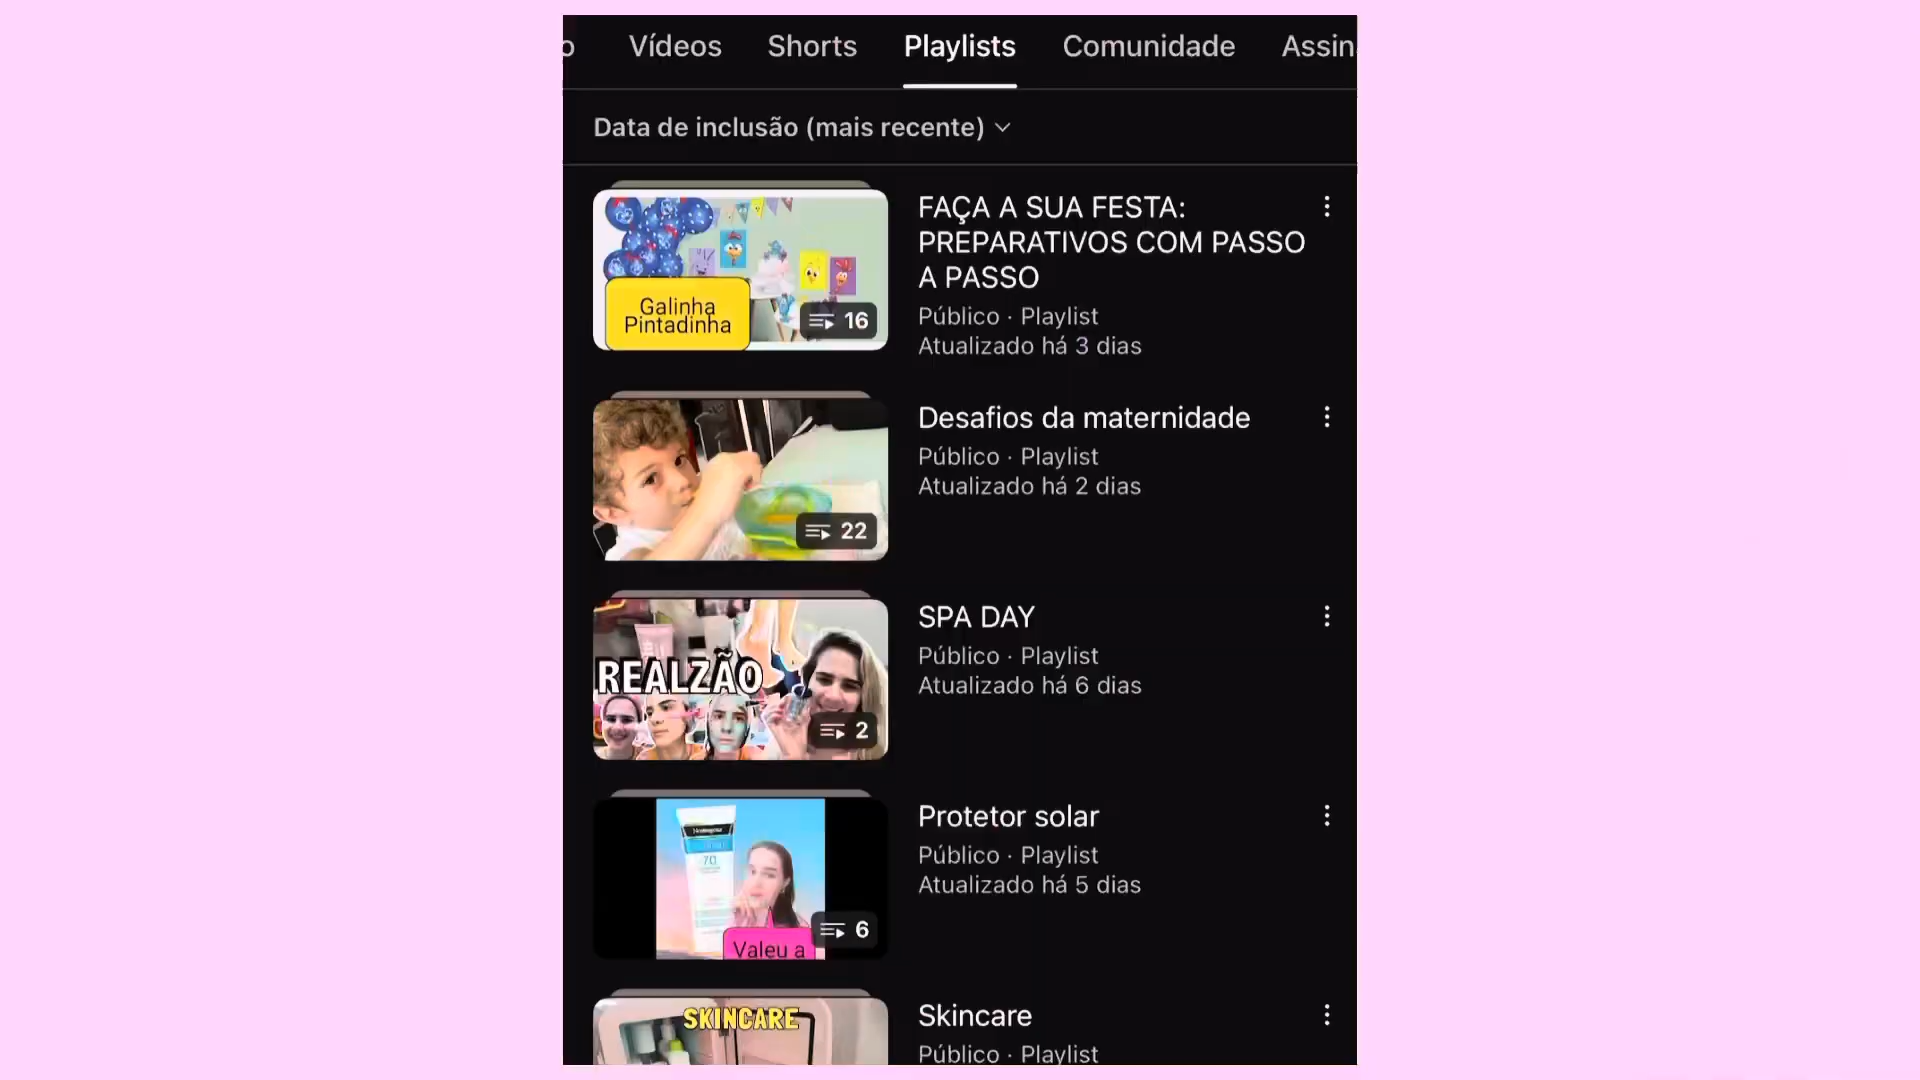 o Vídeos Shorts Playlists Comunidade Assin
Data de inclusão (mais recente)
FAÇA A SUA FESTA:
PREPARATIVOS COM PASSO
A PASSO
Público · Playlist
Atualizado há 3 dias
Galinha
Pintadinha
16
Desafios da maternidade
Público · Playlist
Atualizado há 2 dias
22
SPA DAY
Público · Playlist
Atualizado há 6 dias
REALZÃO
2
Protetor solar
Público · Playlist
Atualizado há 5 dias
Neutrogena
70
6
Valeu a
SKINCARE
Skincare
Público · Playlist